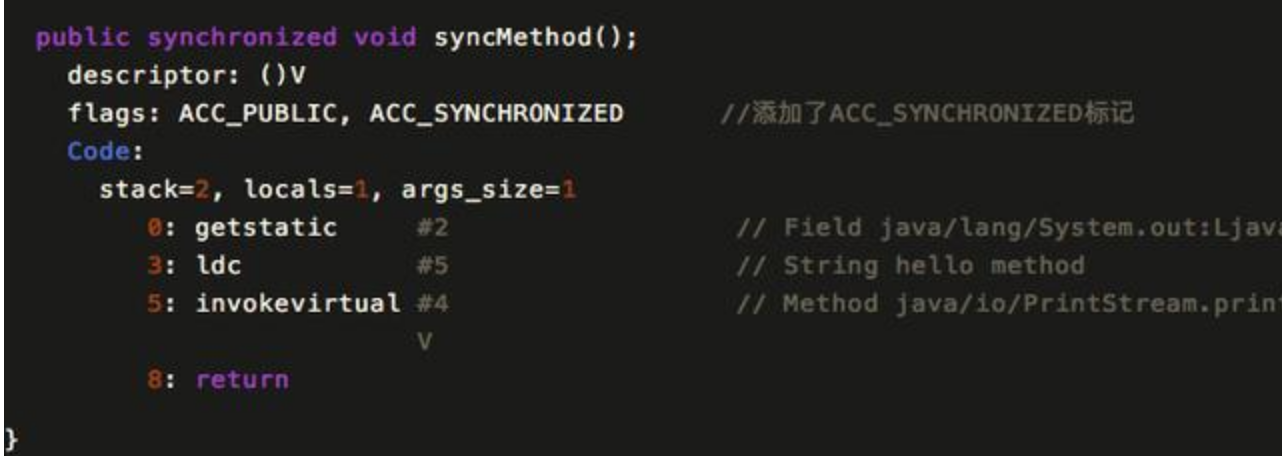 public synchronized void syncMethod();
descriptor: ()V
flags: ACC_PUBLIC, ACC_SYNCHRONIZED //添加了ACC_SYNCHRONIZED标记
Code:
stack=2, locals=1, args_size=1
0: getstatic #2 // Field java/lang/System.out:Ljava
3: ldc #5 // String hello method
5: invokevirtual #4 // Method java/io/PrintStream.print
V
8: return
}